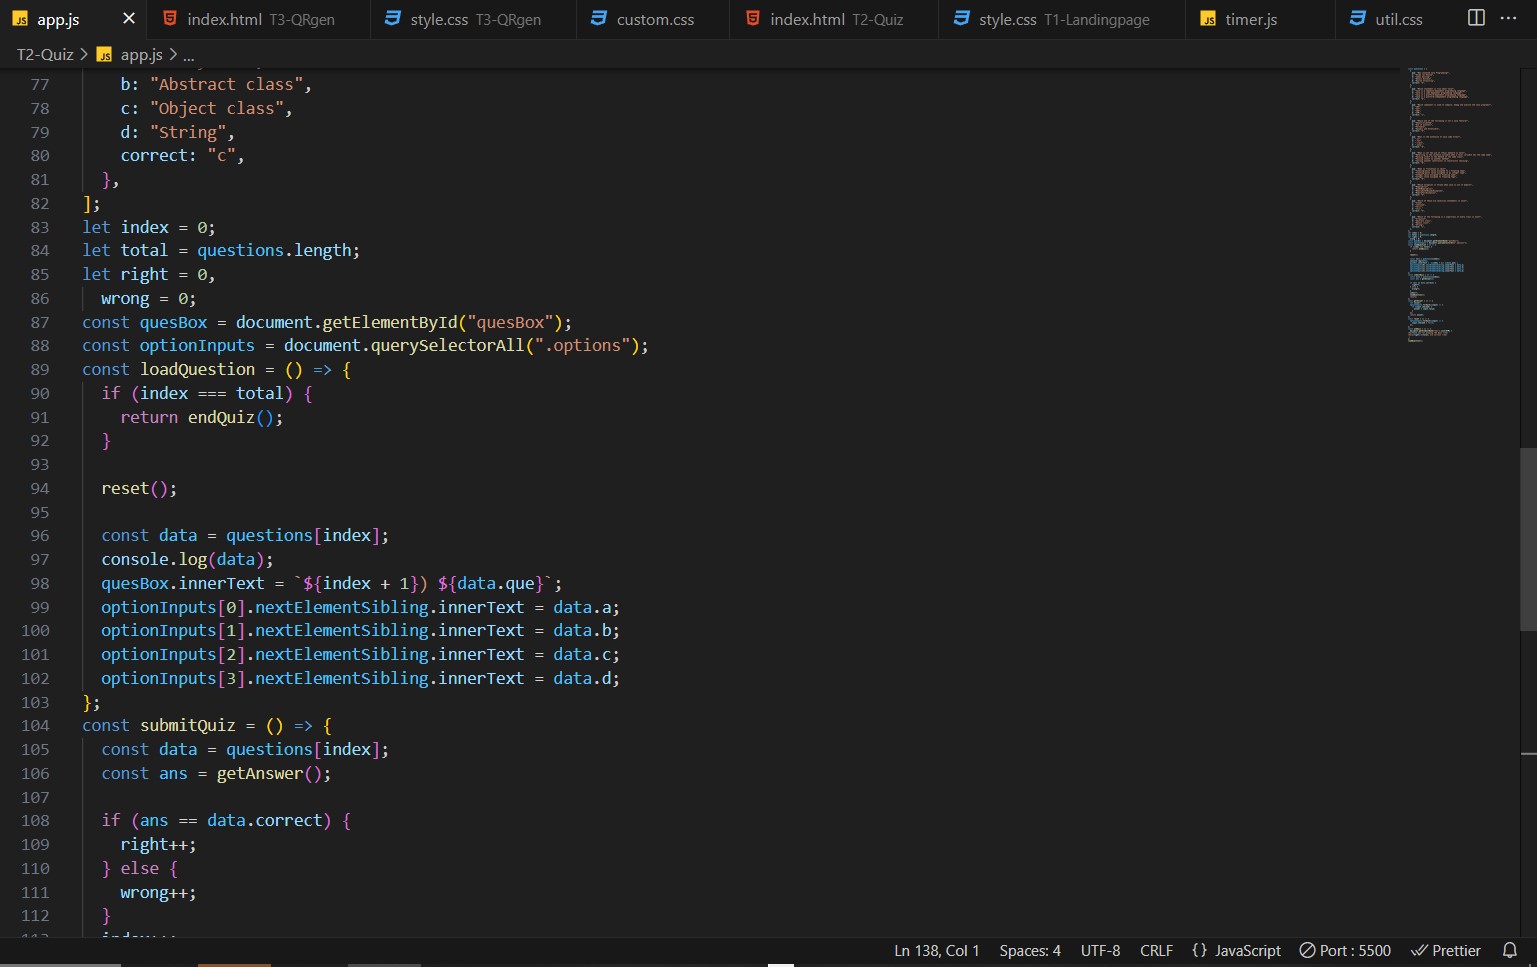 app.js
index.html T3-QRgen
style.css T3-QRgen
custom.css
index.html T2-Quiz
style.css T1-Landingpage
timer.js
util.css
T2-Quiz > app.js > ...
77 b: "Abstract class",
78 c: "Object class",
79 d: "String",
80 correct: "c",
81 },
82 ];
83 let index = 0;
84 let total = questions.length;
85 let right = 0,
86 wrong = 0;
87 const quesBox = document.getElementById("quesBox");
88 const optionInputs = document.querySelectorAll(".options");
89 const loadQuestion = () => {
90 if (index === total) {
91 return endQuiz();
92 }
93
94 reset();
95
96 const data = questions[index];
97 console.log(data);
98 quesBox.innerText = `${index + 1}) ${data.que}`;
99 optionInputs[0].nextElementSibling.innerText = data.a;
100 optionInputs[1].nextElementSibling.innerText = data.b;
101 optionInputs[2].nextElementSibling.innerText = data.c;
102 optionInputs[3].nextElementSibling.innerText = data.d;
103 };
104 const submitQuiz = () => {
105 const data = questions[index];
106 const ans = getAnswer();
107
108 if (ans == data.correct) {
109 right++;
110 } else {
111 wrong++;
112 }
Ln 138, Col 1 Spaces: 4 UTF-8 CRLF {} JavaScript Port : 5500 Prettier